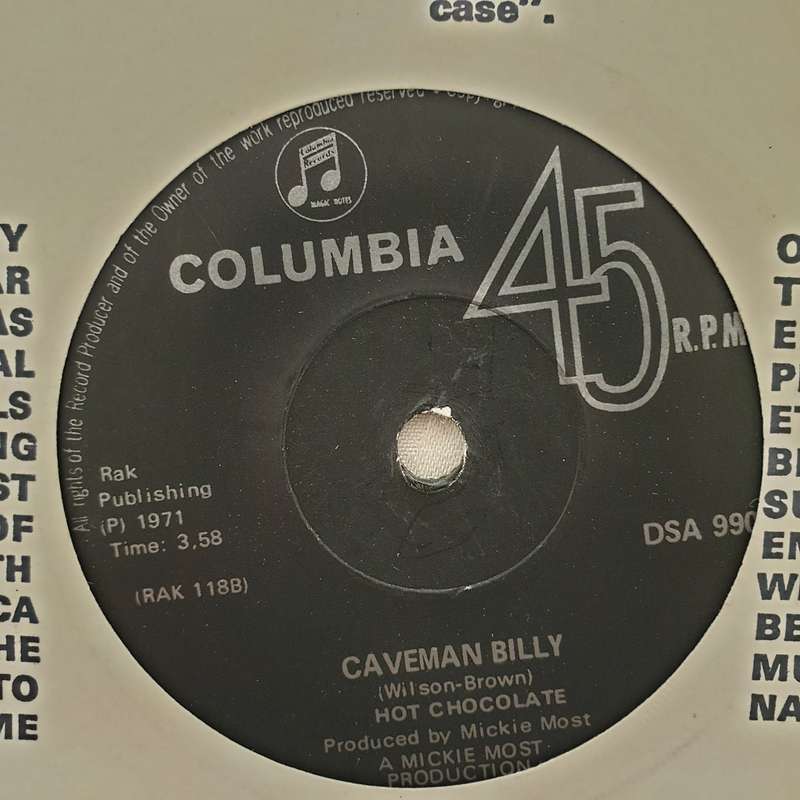 case".
All rights of the Record Producer and of the Owner of the work reproduced reserved
Columbia
Records
MAGIC NOTES
COLUMBIA
45
R.P.M
Rak
Publishing
(P) 1971
Time: 3,58
(RAK 118B)
DSA 990
CAVEMAN BILLY
(Wilson-Brown)
HOT CHOCOLATE
Produced by Mickie Most
A MICKIE MOST
PRODUCTION
Y
AR
AS
AL
LS
NG
ST
OF
TH
CA
HE
TO
ME
O
T
E
ET
SU
EM
BE
MU
NA